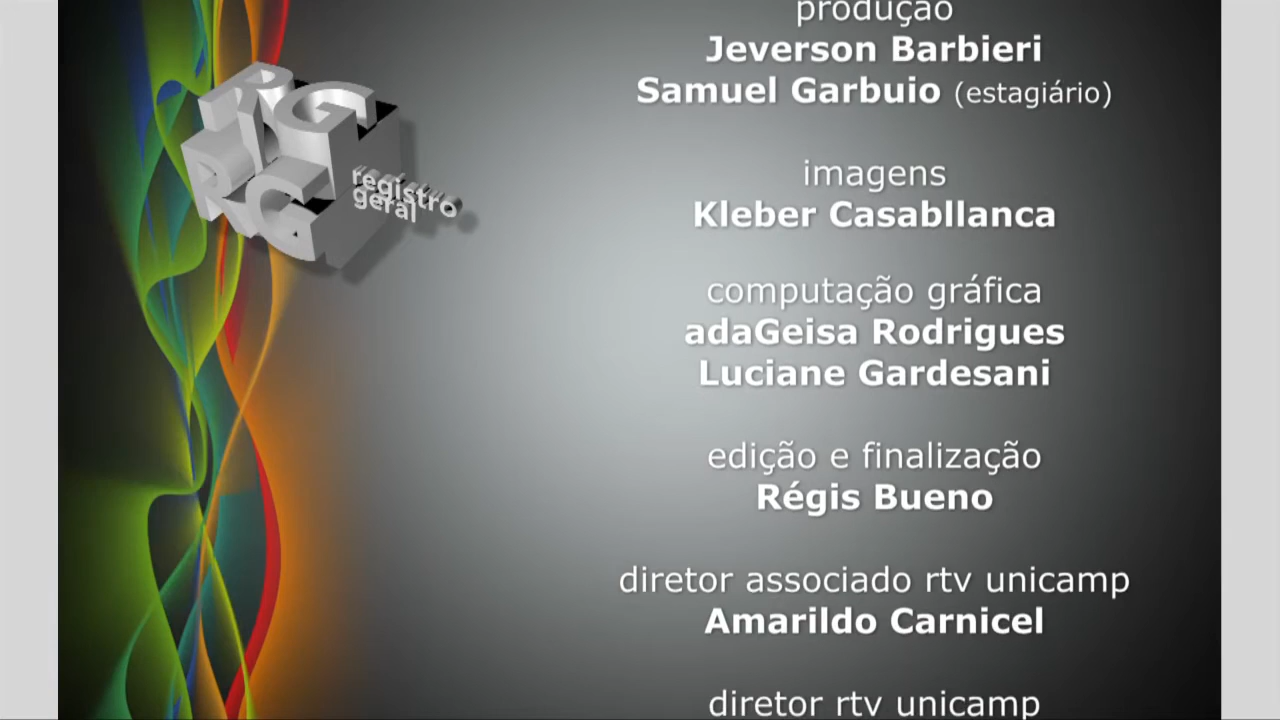 RG
RG
registro
geral
produção
Jeverson Barbieri
Samuel Garbuio (estagiário)
imagens
Kleber Casabllanca
computação gráfica
adaGeisa Rodrigues
Luciane Gardesani
edição e finalização
Régis Bueno
diretor associado rtv unicamp
Amarildo Carnicel
diretor rtv unicamp